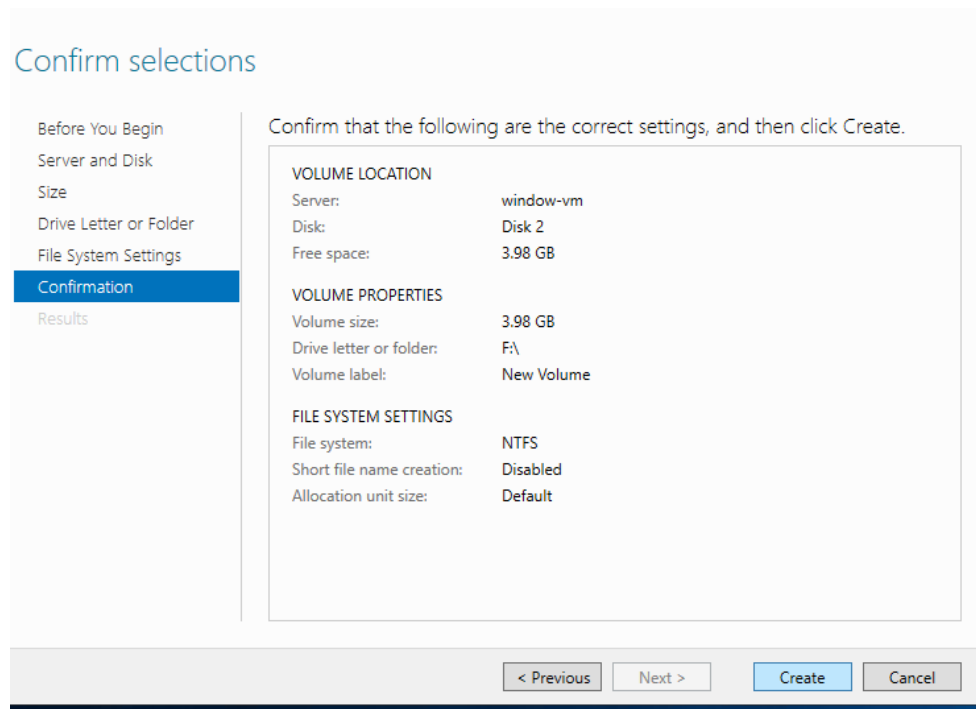 Confirm selections
Before You Begin
Server and Disk
Size
Drive Letter or Folder
File System Settings
Confirmation
Results
Confirm that the following are the correct settings, and then click Create.
VOLUME LOCATION
Server: window-vm
Disk: Disk 2
Free space: 3.98 GB
VOLUME PROPERTIES
Volume size: 3.98 GB
Drive letter or folder: F:\
Volume label: New Volume
FILE SYSTEM SETTINGS
File system: NTFS
Short file name creation: Disabled
Allocation unit size: Default
< Previous Next > Create Cancel